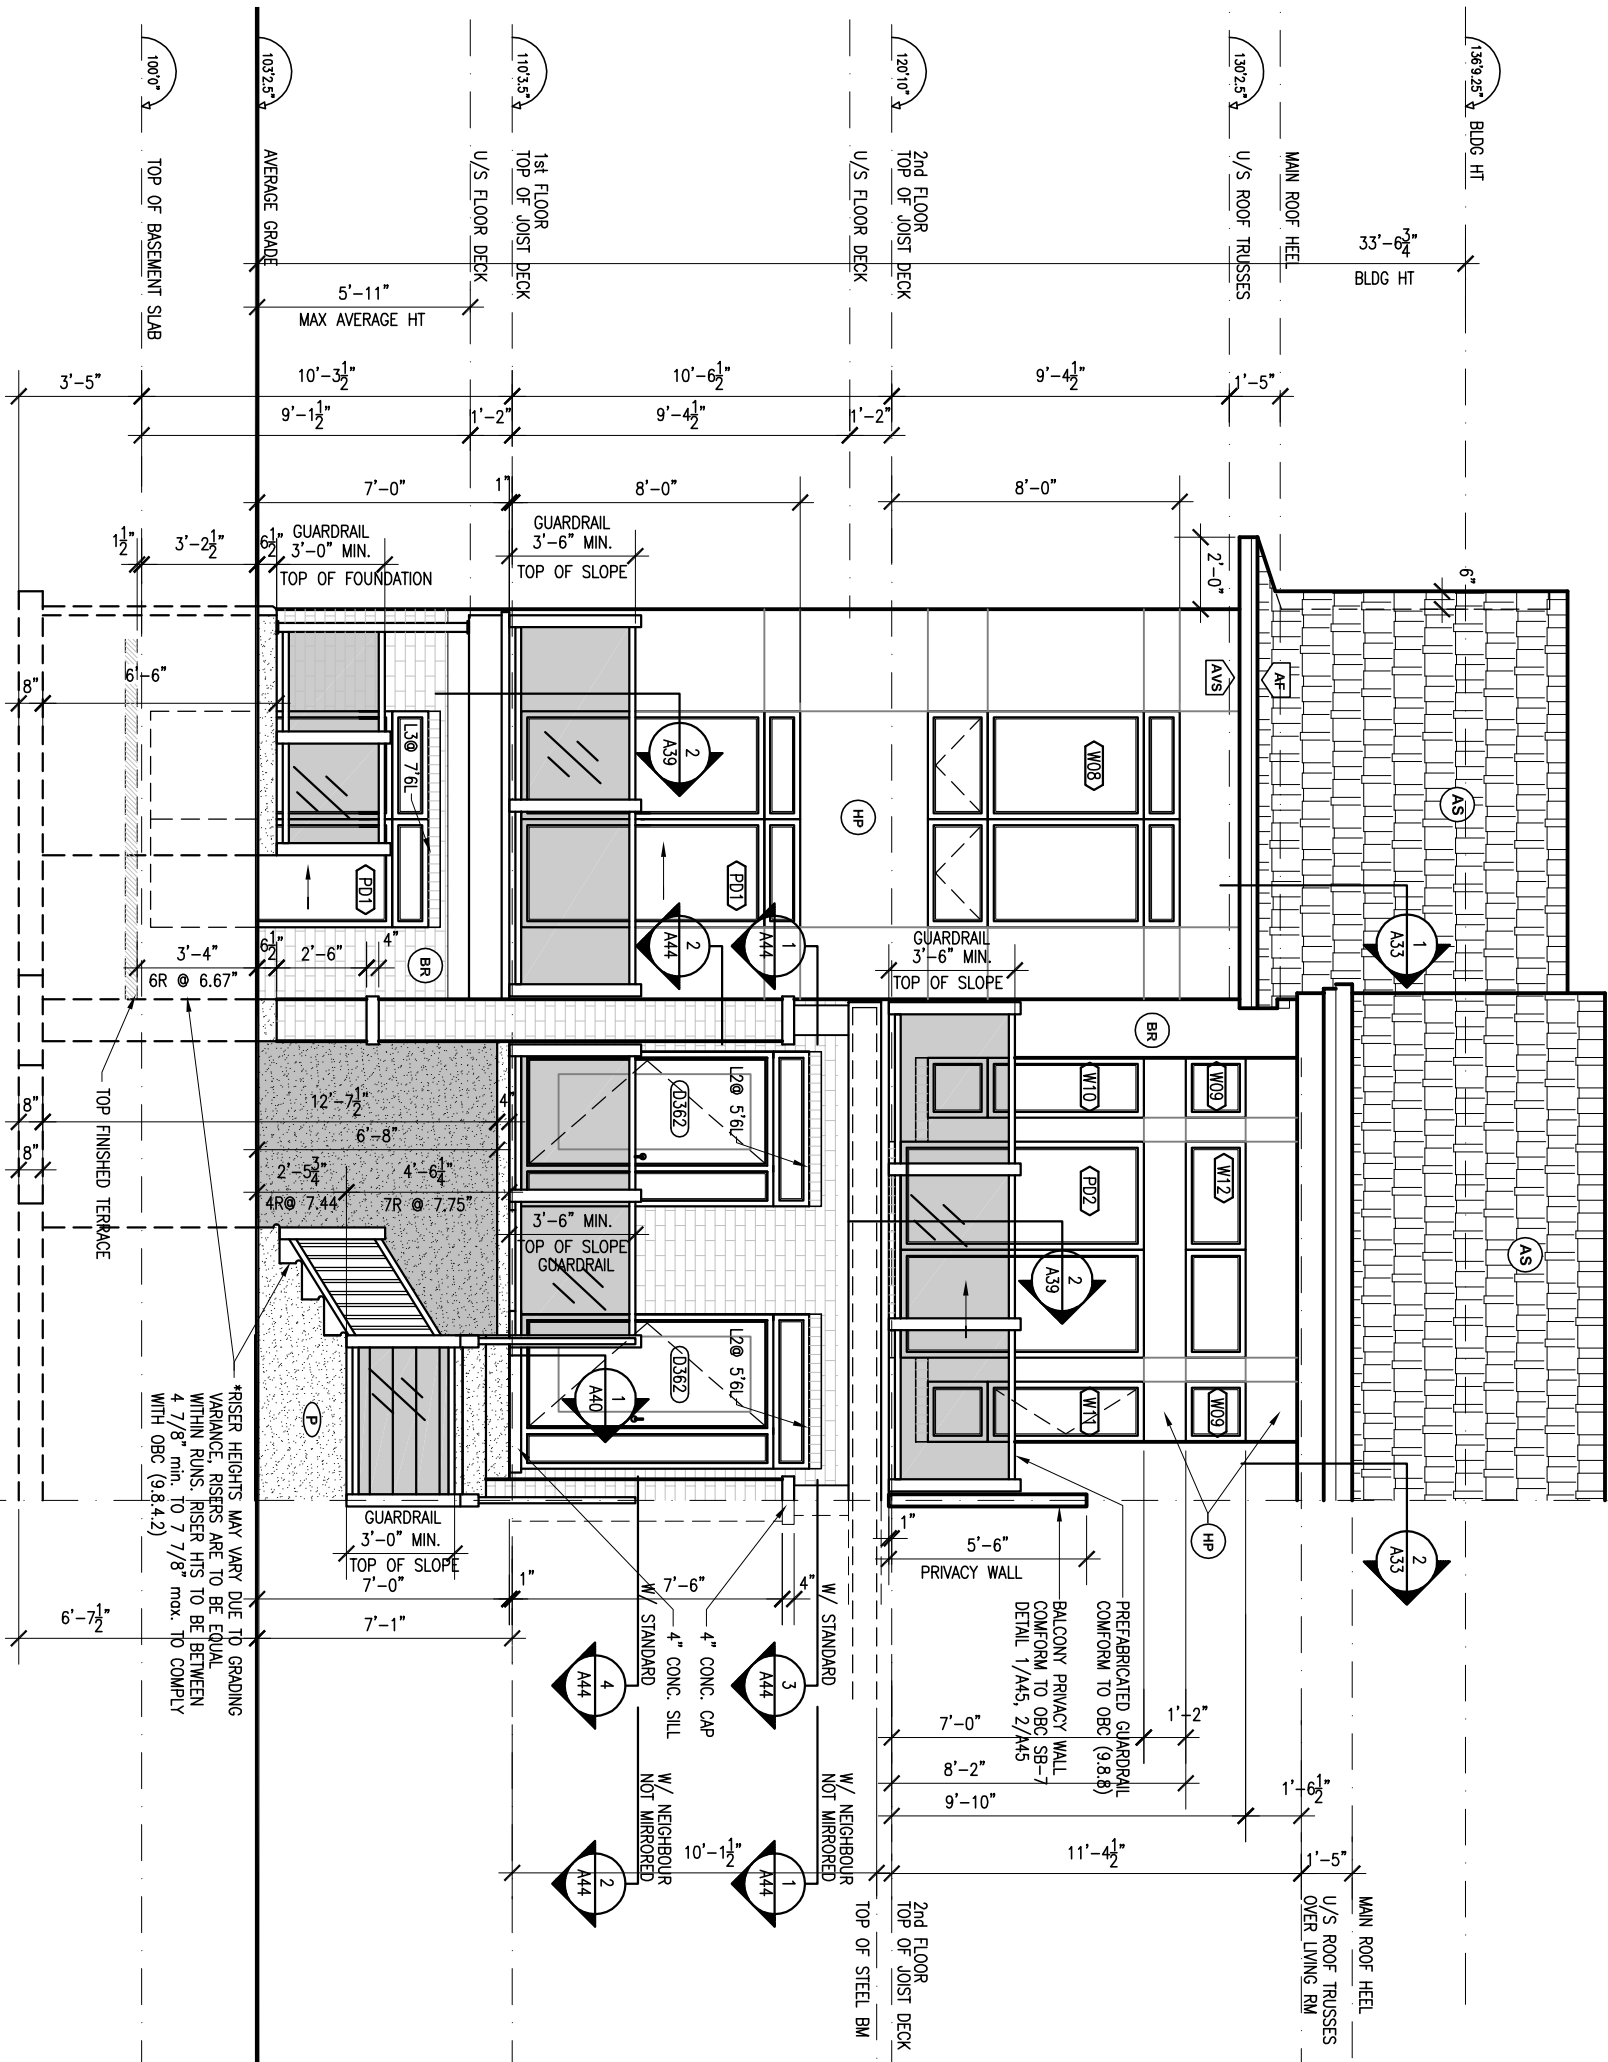 136'9.25"
BLDG HT
MAIN ROOF HEEL
130'2.5"
U/S ROOF TRUSSES
120'10"
2nd FLOOR
TOP OF JOIST DECK
U/S FLOOR DECK
110'3.5"
1st FLOOR
TOP OF JOIST DECK
U/S FLOOR DECK
103'2.5"
AVERAGE GRADE
100'0"
TOP OF BASEMENT SLAB
33'-6 3/4"
BLDG HT
5'-11"
MAX AVERAGE HT
3'-5"
10'-3 1/2"
10'-6 1/2"
9'-4 1/2"
1'-5"
9'-1 1/2"
1'-2"
9'-4 1/2"
1'-2"
7'-0"
1"
8'-0"
8'-0"
1 1/2"
3'-2 1/2"
6 1/2"
GUARDRAIL
3'-0" MIN.
TOP OF FOUNDATION
GUARDRAIL
3'-6" MIN.
TOP OF SLOPE
2'-0"
6"
6'-6"
8"
L3@ 7'6L
PD1
BR
2
A39
PD1
HP
W08
AVS
AF
AS
1
A33
2
A44
1
A44
3'-4"
6R @ 6.67"
6 1/2"
2'-6"
4"
GUARDRAIL
3'-6" MIN.
TOP OF SLOPE
BR
8"
8"
12'-7 1/2"
4"
6'-8"
2'-5 3/4"
4'-6 1/4"
4R@ 7.44
7R @ 7.75"
3'-6" MIN.
TOP OF SLOPE
GUARDRAIL
L2@ 5'6L
D362
W10
W09
PD2
W12
2
A39
AS
L2@ 5'6L
D362
1
A40
W11
W09
P
HP
2
A33
TOP FINISHED TERRACE
*RISER HEIGHTS MAY VARY DUE TO GRADING
VARIANCE, RISERS ARE TO BE EQUAL
WITHIN RUNS. RISER HTS TO BE BETWEEN
4 7/8" min. TO 7 7/8" max. TO COMPLY
WITH OBC (9.8.4.2)
GUARDRAIL
3'-0" MIN.
TOP OF SLOPE
7'-0"
1"
7'-6"
4"
6'-7 1/2"
7'-1"
1"
5'-6"
PRIVACY WALL
W/ STANDARD
W/ STANDARD
4" CONC. CAP
4" CONC. SILL
4
A44
3
A44
PREFABRICATED GUARDRAIL
COMFORM TO OBC (9.8.8)
BALCONY PRIVACY WALL
COMFORM TO OBC SB-7
DETAIL 1/A45, 2/A45
7'-0"
1'-2"
8'-2"
9'-10"
1'-6 1/2"
W/ NEIGHBOUR
NOT MIRRORED
W/ NEIGHBOUR
NOT MIRRORED
10'-1 1/2"
11'-4 1/2"
1'-5"
2
A44
1
A44
MAIN ROOF HEEL
U/S ROOF TRUSSES
OVER LIVING RM
2nd FLOOR
TOP OF JOIST DECK
TOP OF STEEL BM